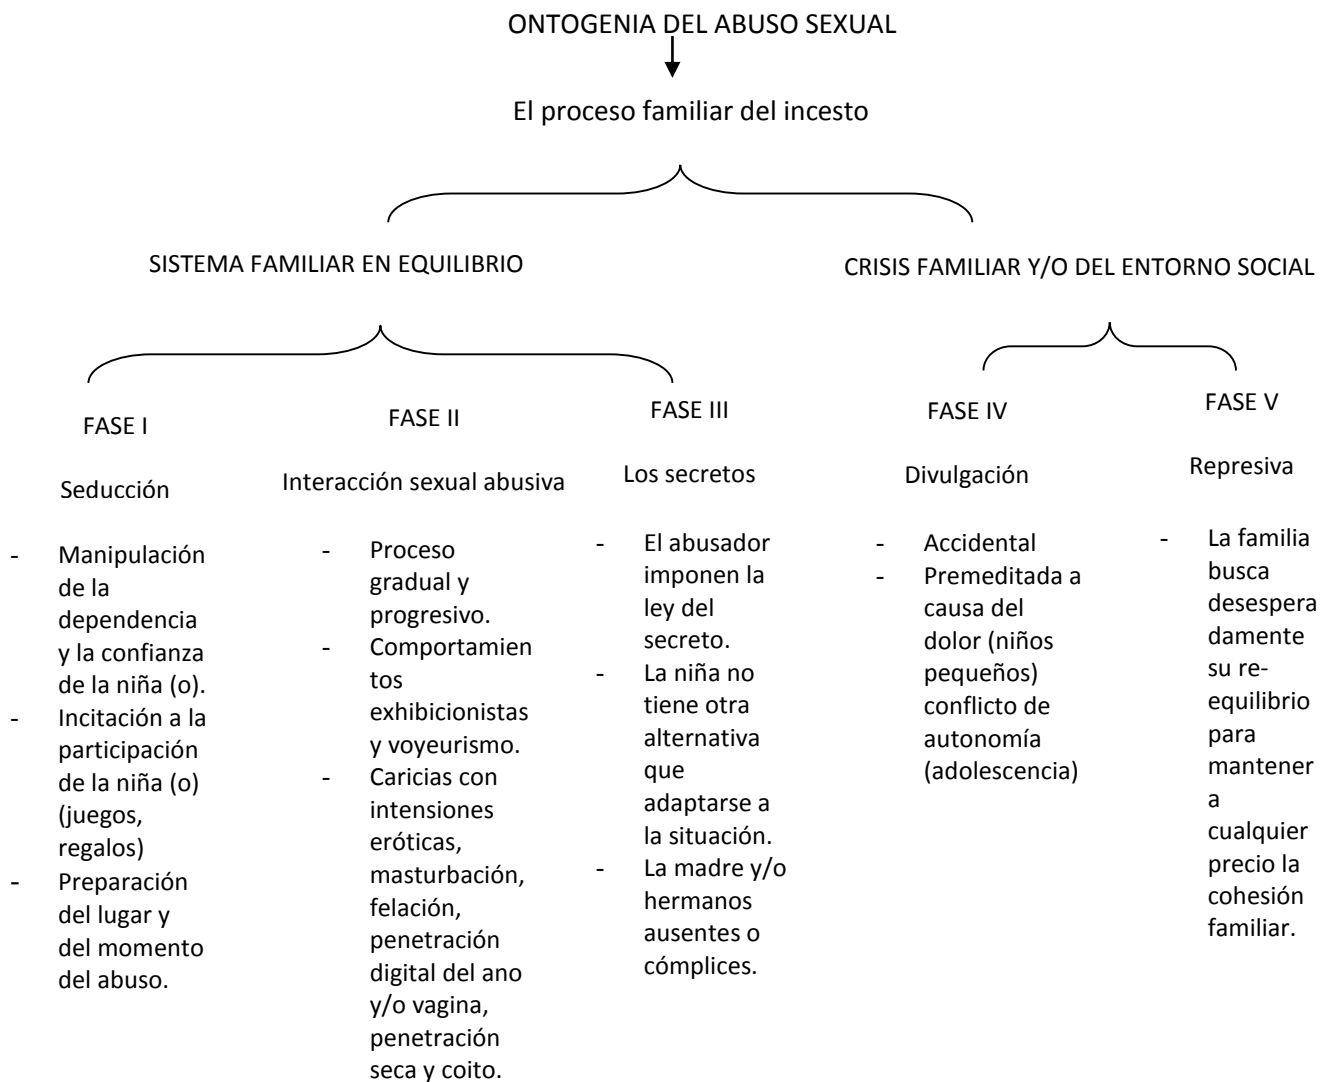 ONTOGENIA DEL ABUSO SEXUAL
El proceso familiar del incesto
SISTEMA FAMILIAR EN EQUILIBRIO
CRISIS FAMILIAR Y/O DEL ENTORNO SOCIAL
FASE I
Seducción
- Manipulación
de la
dependencia
y la confianza
de la niña (o).
- Incitación a la
participación
de la niña (o)
(juegos,
regalos)
- Preparación
del lugar y
del momento
del abuso.
FASE II
Interacción sexual abusiva
- Proceso
gradual y
progresivo.
- Comportamien
tos
exhibicionistas
y voyeurismo.
- Caricias con
intensiones
eróticas,
masturbación,
felación,
penetración
digital del ano
y/o vagina,
penetración
seca y coito.
FASE III
Los secretos
- El abusador
imponen la
ley del
secreto.
- La niña no
tiene otra
alternativa
que
adaptarse a
la situación.
- La madre y/o
hermanos
ausentes o
cómplices.
FASE IV
Divulgación
- Accidental
- Premeditada a
causa del
dolor (niños
pequeños)
conflicto de
autonomía
(adolescencia)
FASE V
Represiva
- La familia
busca
desespera
damente
su re-
equilibrio
para
mantener
a
cualquier
precio la
cohesión
familiar.